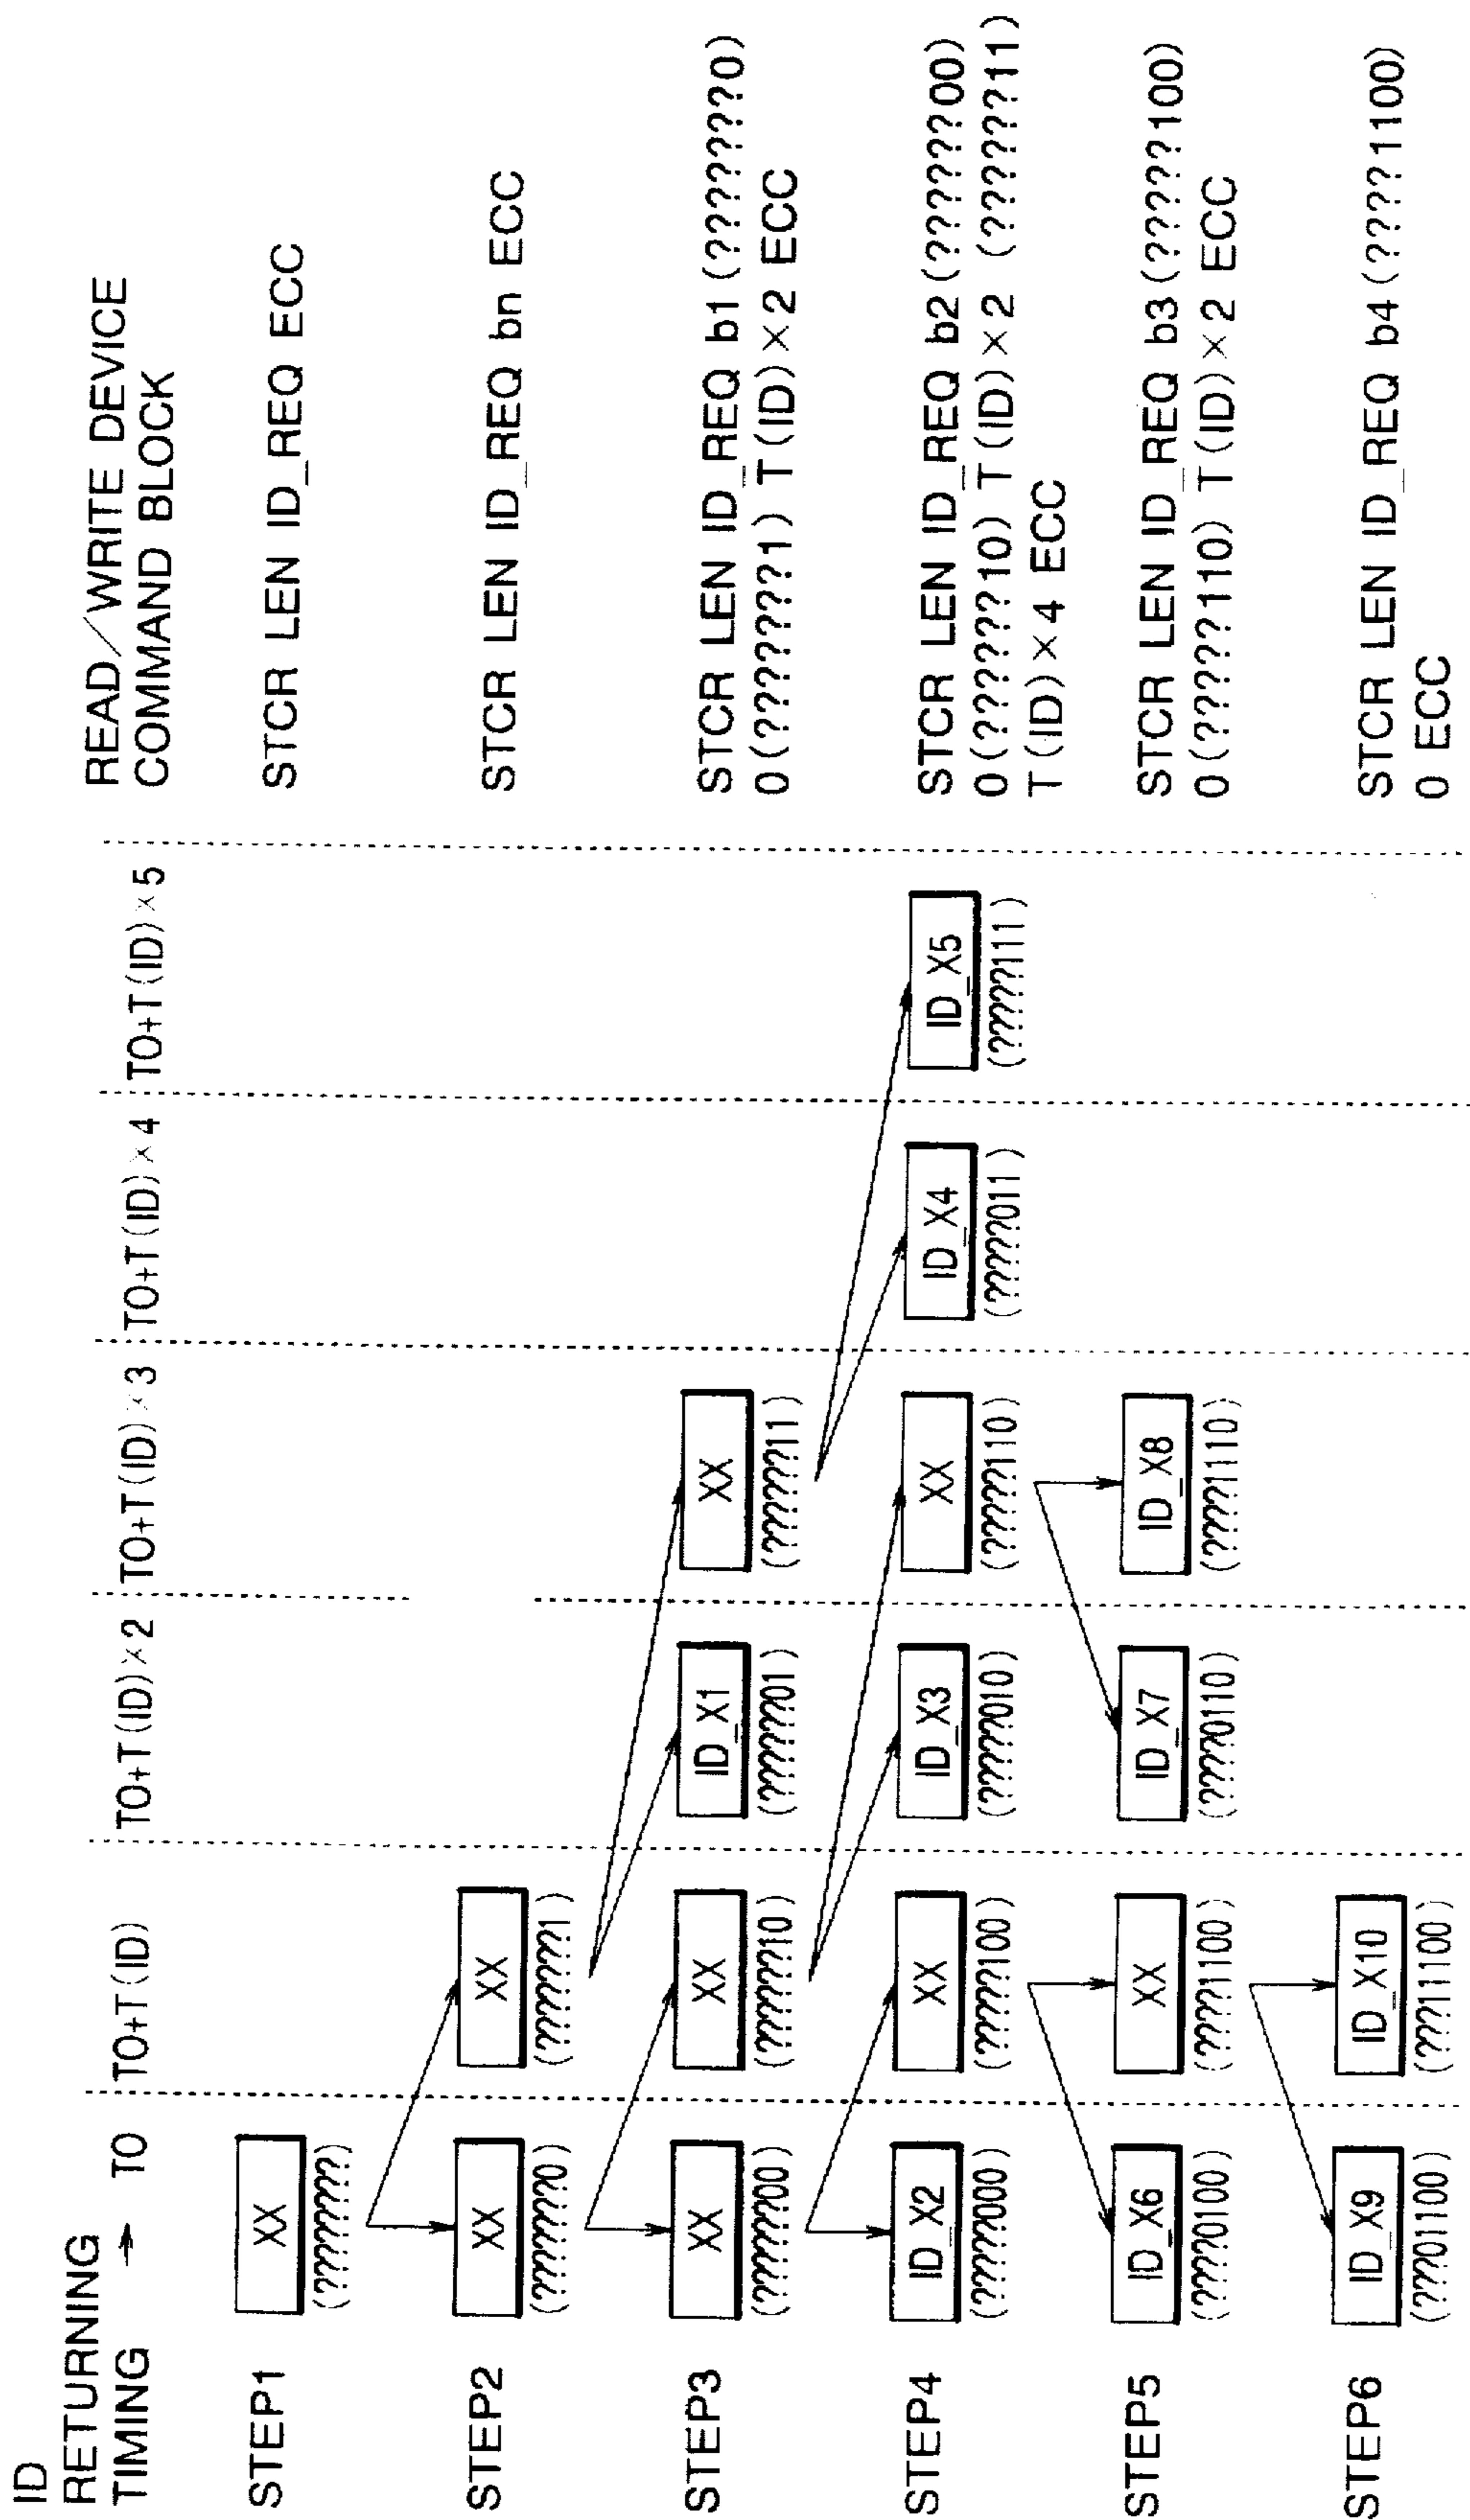 ID
RETURNING
TIMING → TO
TO+T(ID)
TO+T(ID)×2
TO+T(ID)×3
TO+T(ID)×4
TO+T(ID)×5
READ/WRITE DEVICE
COMMAND BLOCK
STEP1
XX
(????????)
STCR LEN ID_REQ ECC
STEP2
XX
(???????0)
XX
(???????1)
STCR LEN ID_REQ bn ECC
STEP3
XX
(??????00)
XX
(??????10)
ID_X1
(??????01)
XX
(??????11)
STCR LEN ID_REQ b1(???????0)
0(???????1) T(ID)×2 ECC
STEP4
ID_X2
(?????000)
XX
(?????100)
ID_X3
(?????010)
XX
(?????110)
ID_X4
(?????011)
ID_X5
(?????111)
STCR LEN ID_REQ b2(??????00)
0(??????10) T(ID)×2 (??????11)
T(ID)×4 ECC
STEP5
ID_X6
(????0100)
XX
(????1100)
ID_X7
(????0110)
ID_X8
(????1110)
STCR LEN ID_REQ b3(?????100)
0(?????110) T(ID)×2 ECC
STEP6
ID_X9
(???01100)
ID_X10
(???11100)
STCR LEN ID_REQ b4(????1100)
0 ECC